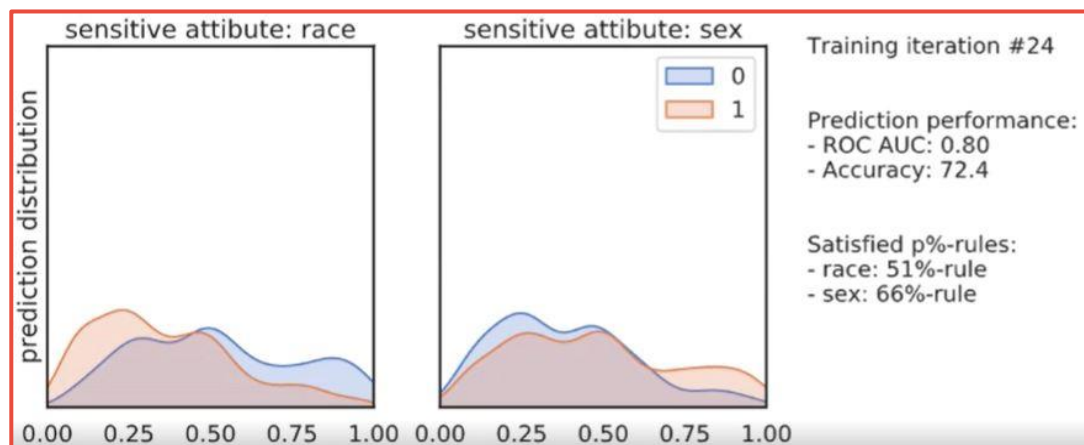 sensitive attibute: race
sensitive attibute: sex
prediction distribution
0
1
0.00 0.25 0.50 0.75 1.00
0.00 0.25 0.50 0.75 1.00
Training iteration #24
Prediction performance:
- ROC AUC: 0.80
- Accuracy: 72.4
Satisfied p%-rules:
- race: 51%-rule
- sex: 66%-rule